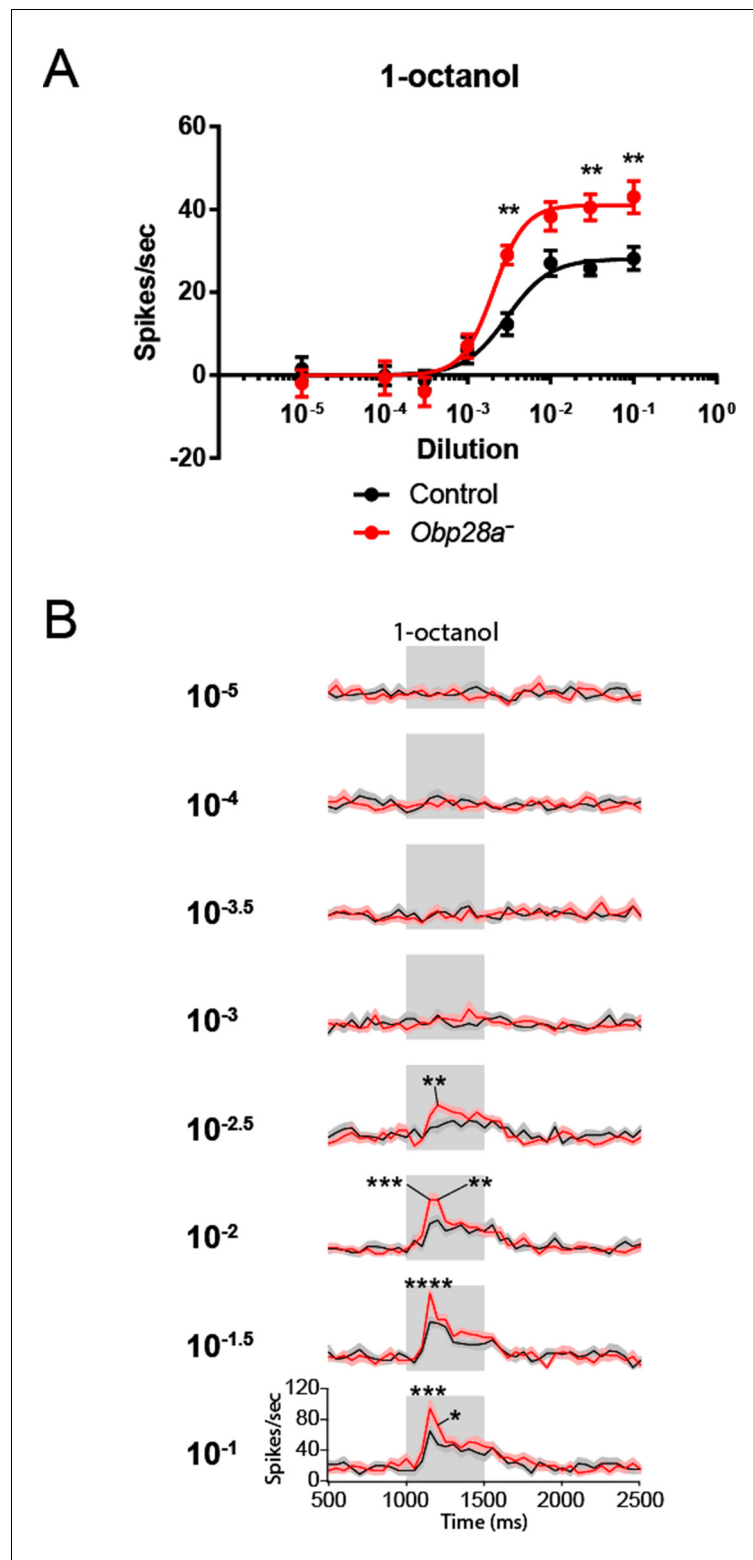 A
1-octanol
60
40
20
0
-20
Spikes/sec
** ** **
10⁻⁵ 10⁻⁴ 10⁻³ 10⁻² 10⁻¹ 10⁰
Dilution
Control
Obp28a⁻
B
1-octanol
10⁻⁵
10⁻⁴
10⁻³·⁵
10⁻³
**
10⁻²·⁵
*** **
10⁻²
****
10⁻¹·⁵
***
*
10⁻¹
120
80
40
0
Spikes/sec
500 1000 1500 2000 2500
Time (ms)